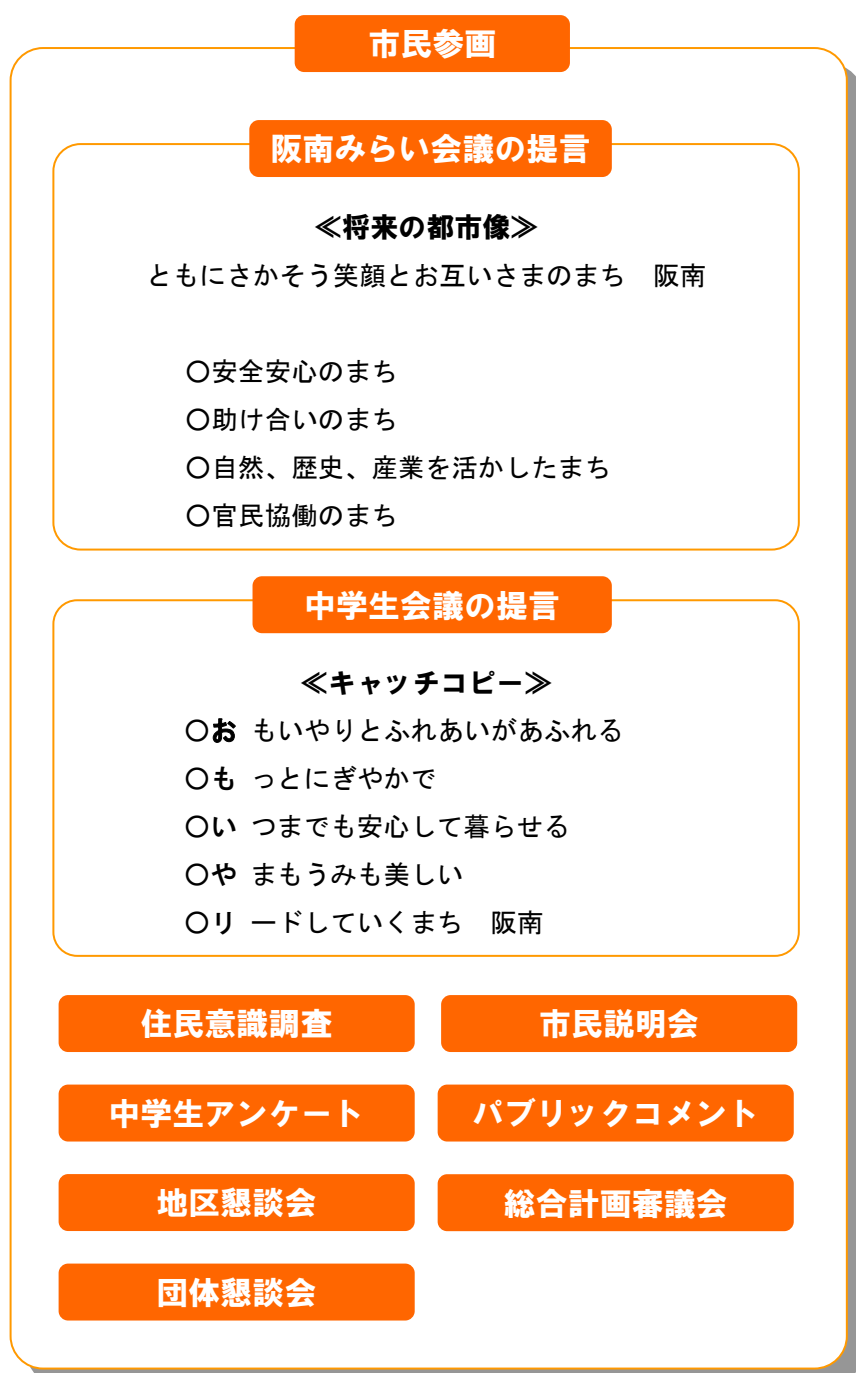 市民参画
阪南みらい会議の提言
≪将来の都市像≫
ともにさかそう笑顔とお互いさまのまち　阪南
〇安全安心のまち
〇助け合いのまち
〇自然、歴史、産業を活かしたまち
〇官民協働のまち
中学生会議の提言
≪キャッチコピー≫
〇お もいやりとふれあいがあふれる
〇も っとにぎやかで
〇い つまでも安心して暮らせる
〇や まもうみも美しい
〇リ ードしていくまち　阪南
住民意識調査
市民説明会
中学生アンケート
パブリックコメント
地区懇談会
総合計画審議会
団体懇談会